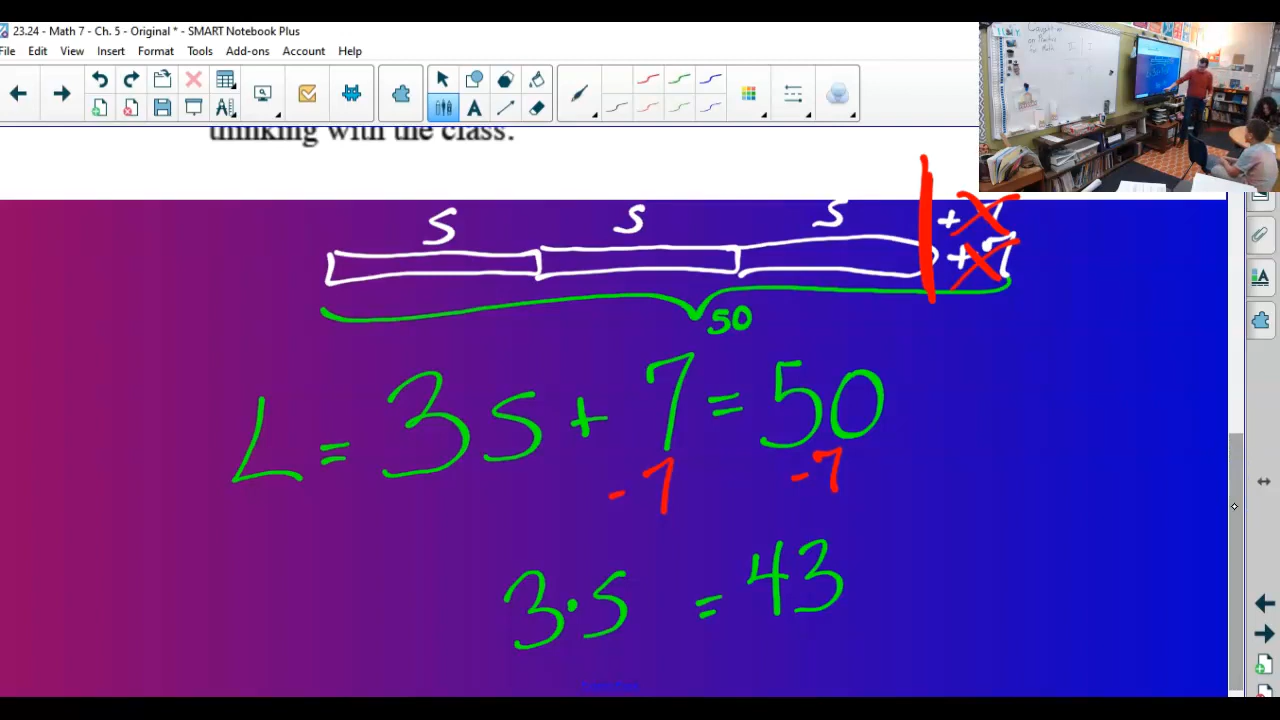 23.24 - Math 7 - Ch. 5 - Original * - SMART Notebook Plus
File Edit View Insert Format Tools Add-ons Account Help
thinking with the class.
S S S +
+7
50
L = 3S + 7 = 50
-7 -7
3·S = 43